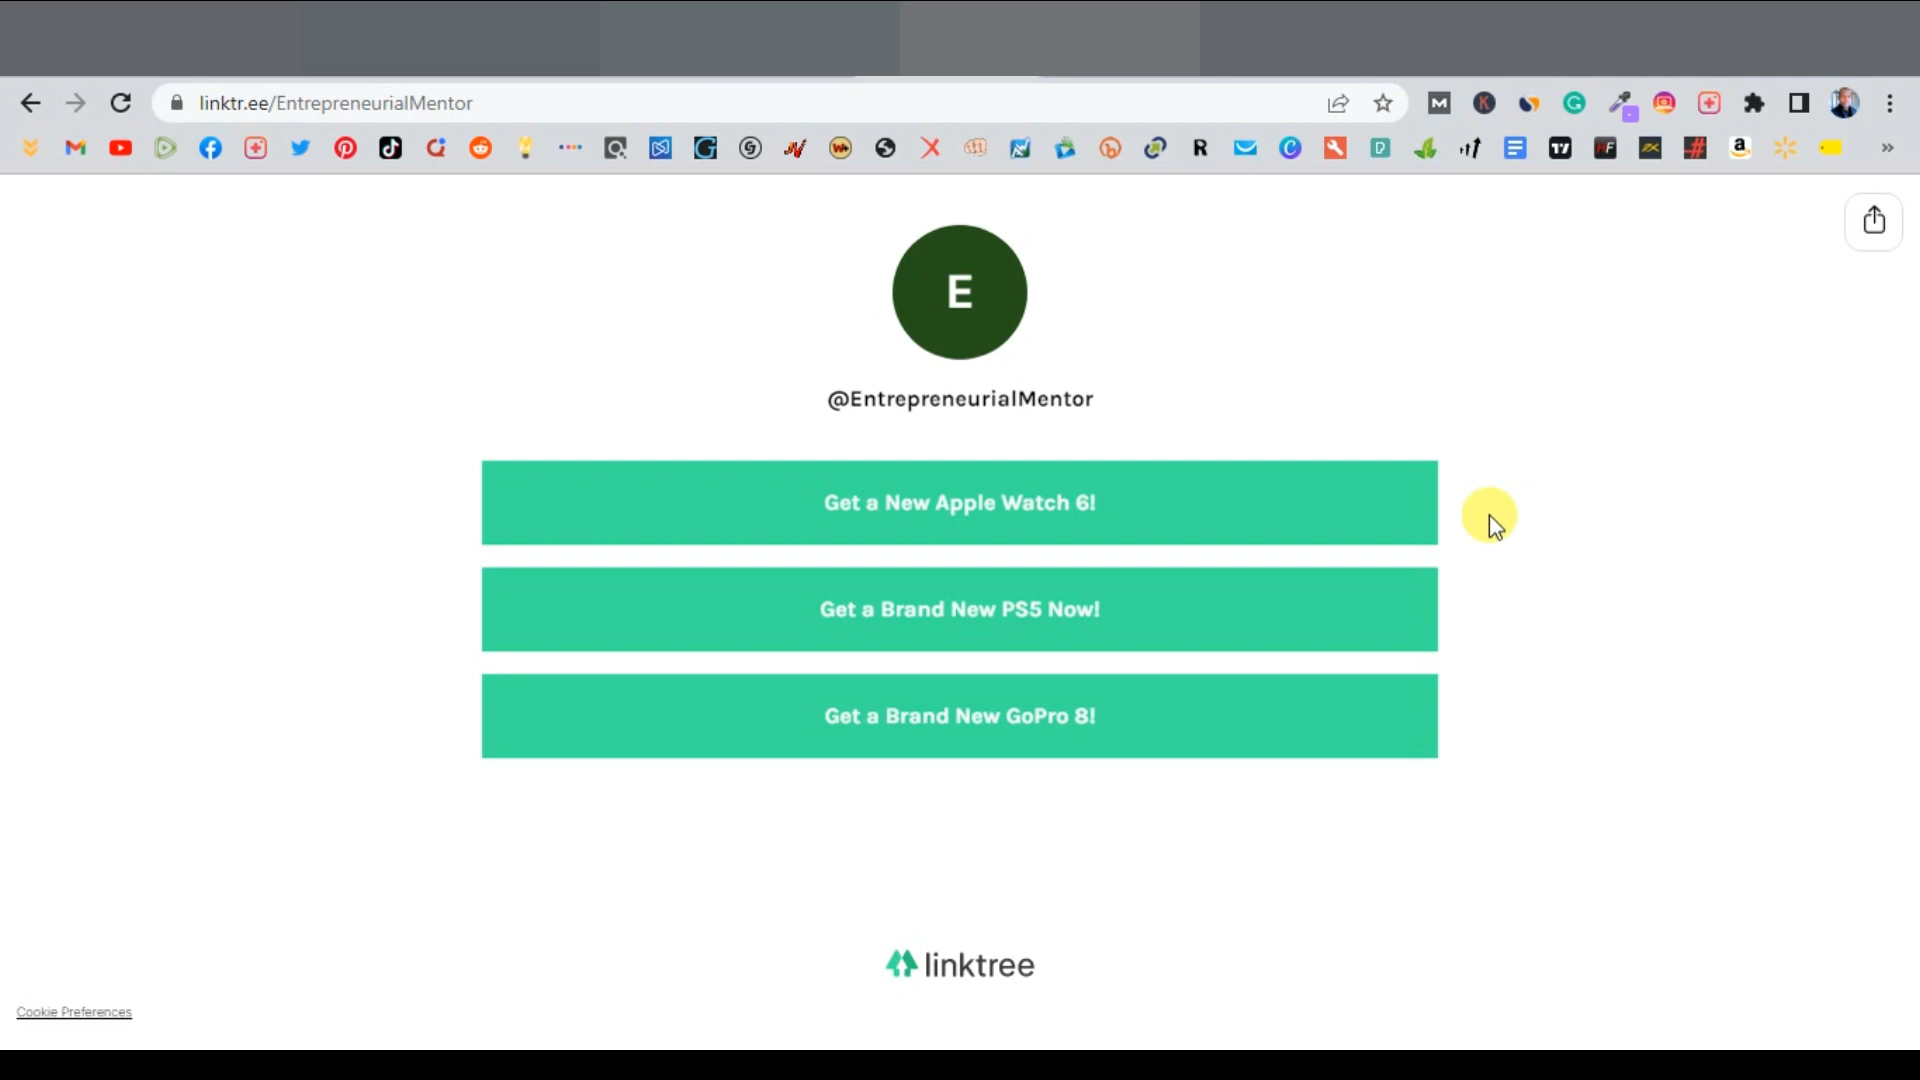 linktr.ee/EntrepreneurialMentor
E
@EntrepreneurialMentor
Get a New Apple Watch 6!
Get a Brand New PS5 Now!
Get a Brand New GoPro 8!
linktree
Cookie Preferences